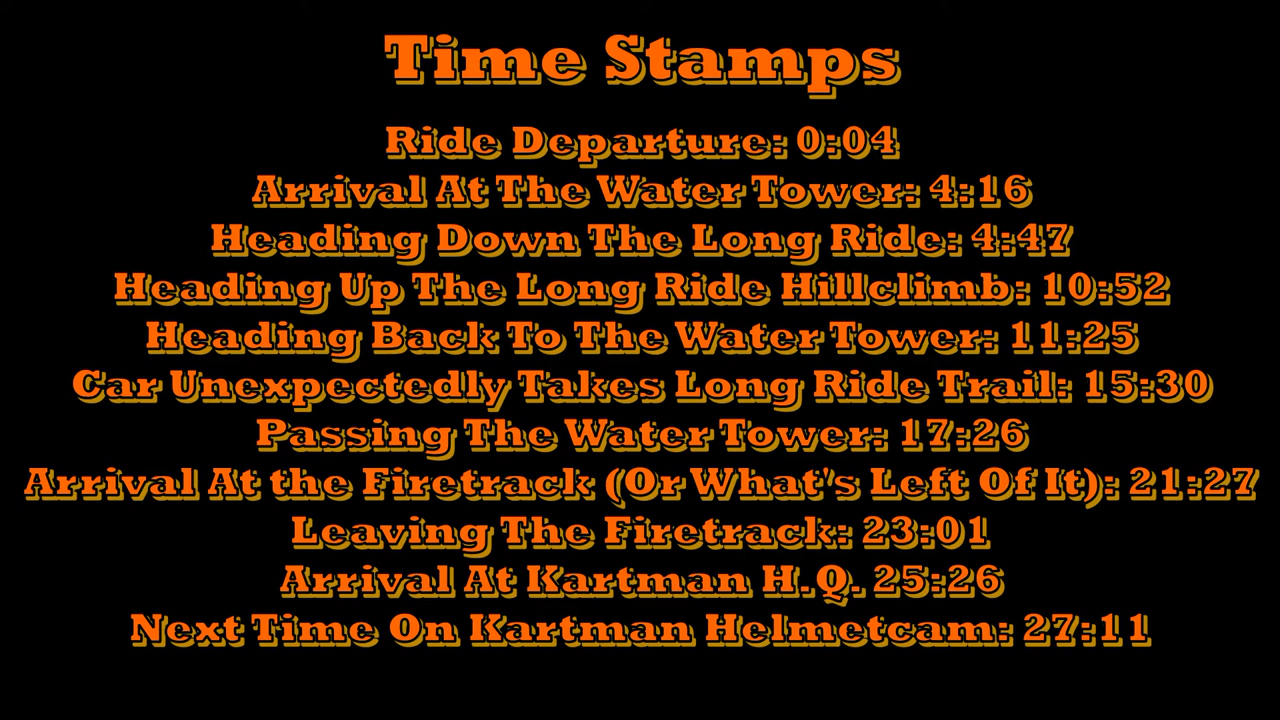 Time Stamps
Ride Departure: 0:04
Arrival At The Water Tower: 4:16
Heading Down The Long Ride: 4:47
Heading Up The Long Ride Hillclimb: 10:52
Heading Back To The Water Tower: 11:25
Car Unexpectedly Takes Long Ride Trail: 15:30
Passing The Water Tower: 17:26
Arrival At the Firetrack (Or What's Left Of It): 21:27
Leaving The Firetrack: 23:01
Arrival At Kartman H.Q. 25:26
Next Time On Kartman Helmetcam: 27:11